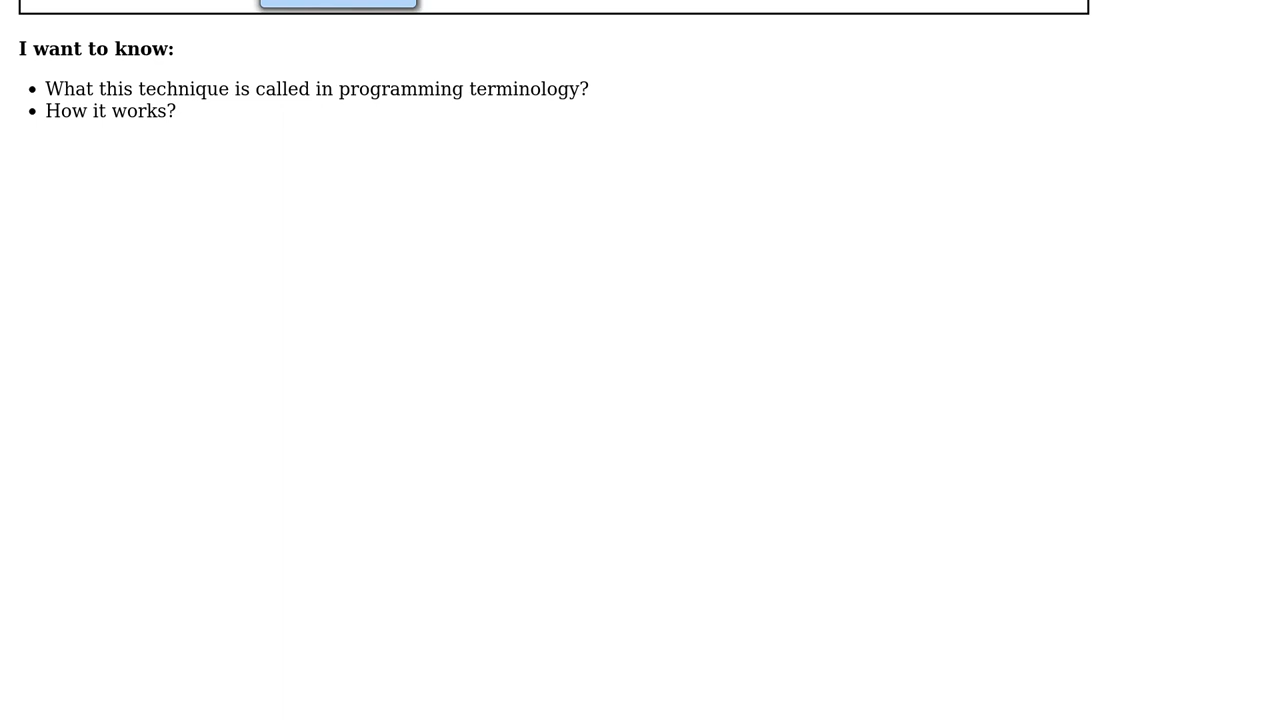 I want to know:
What this technique is called in programming terminology?
How it works?